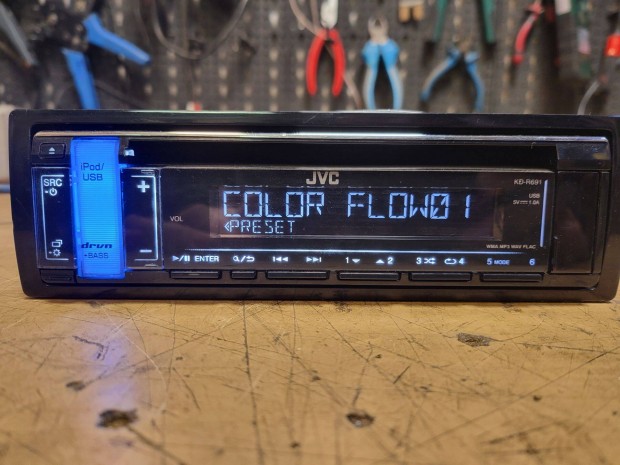 JVC
KD-R691
iPod/
USB
SRC
USB
5V 1.0A
+
VOL
COLOR FLOW01
<PRESET
drvn
-BASS
−
WMA MP3 WAV FLAC
ENTER
1
2
3
4
5 MODE
6